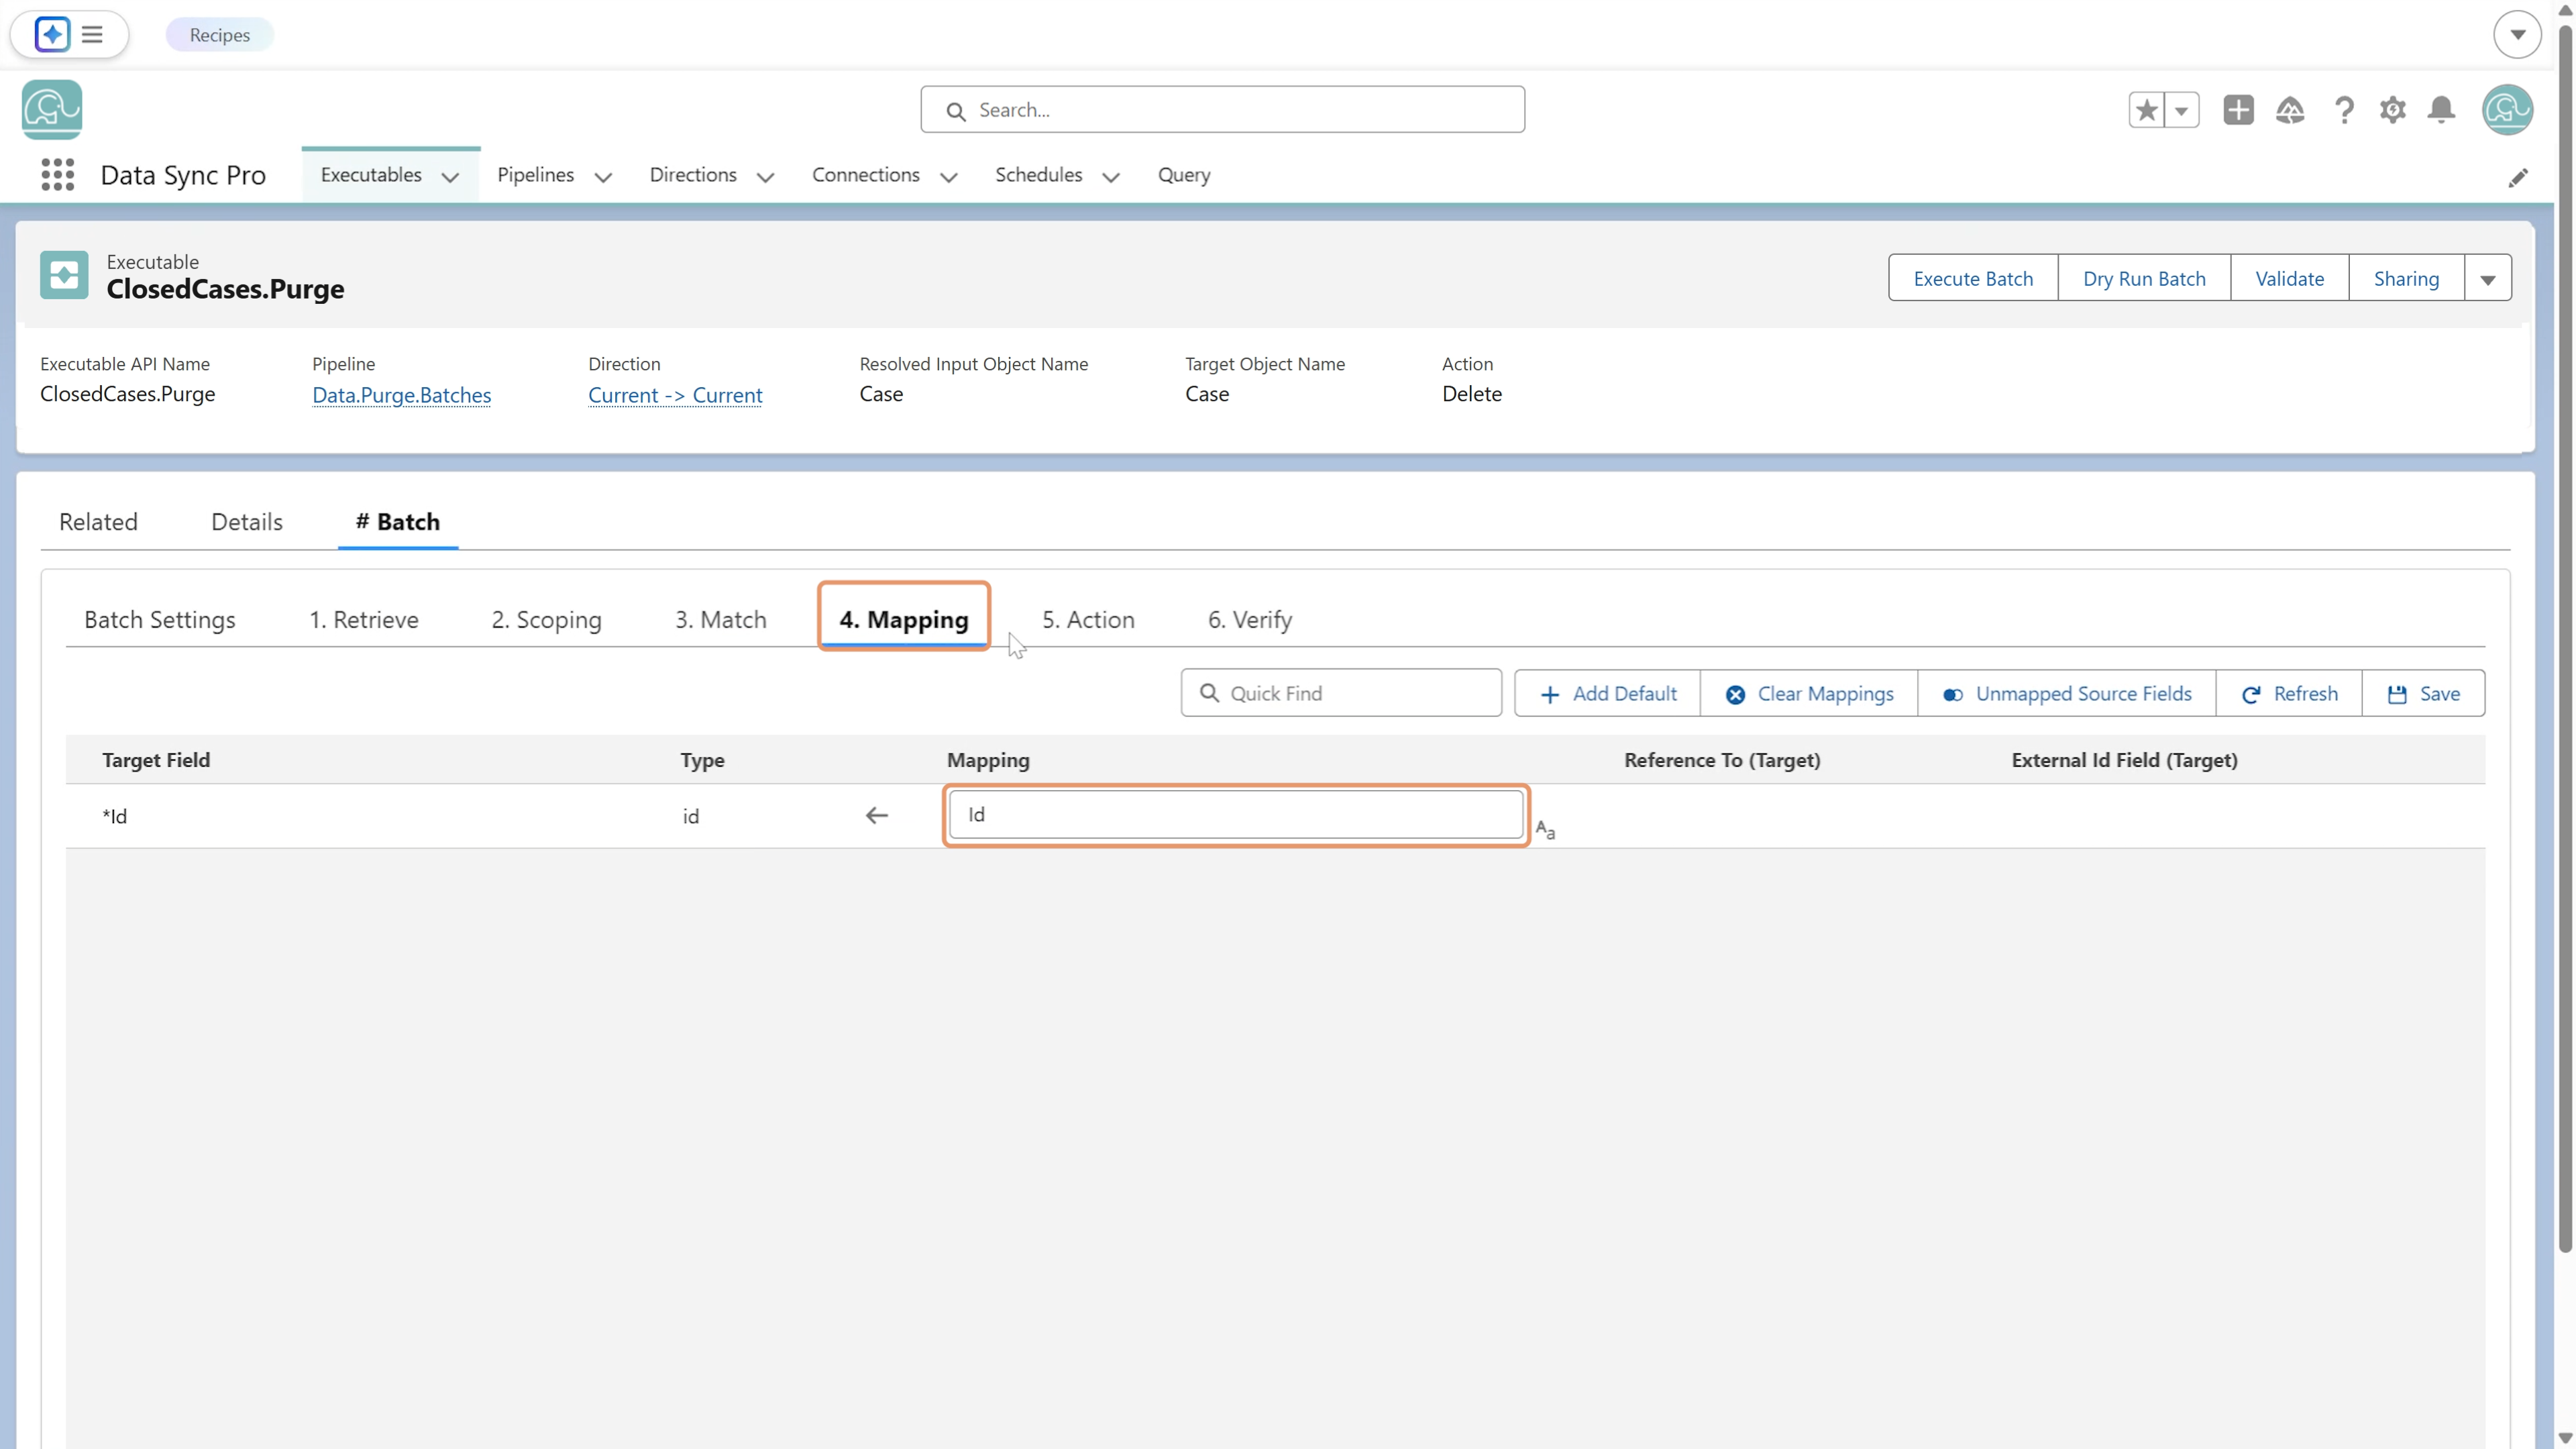 Recipes
Search...
Data Sync Pro Executables Pipelines Directions Connections Schedules Query
Executable
ClosedCases.Purge
Execute Batch Dry Run Batch Validate Sharing
Executable API Name Pipeline Direction Resolved Input Object Name Target Object Name Action
ClosedCases.Purge Data.Purge.Batches Current -> Current Case Case Delete
Related Details # Batch
Batch Settings 1. Retrieve 2. Scoping 3. Match 4. Mapping 5. Action 6. Verify
Quick Find Add Default Clear Mappings Unmapped Source Fields Refresh Save
Target Field Type Mapping Reference To (Target) External Id Field (Target)
*Id id Id Aa